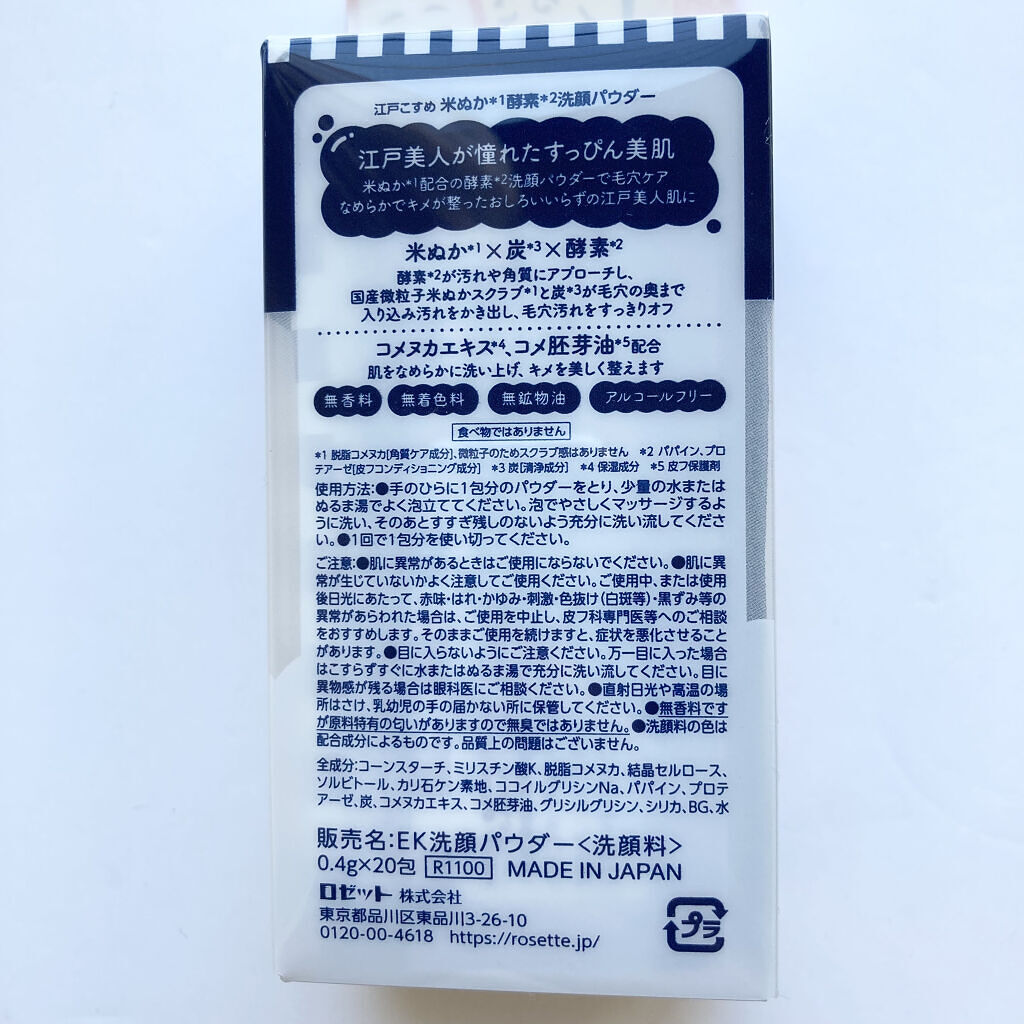 江戸こすめ 米ぬか*1酵素*2洗顔パウダー
江戸美人が憧れたすっぴん美肌
米ぬか*1配合の酵素*2洗顔パウダーで毛穴ケア
なめらかでキメが整ったおしろいいらずの江戸美人肌に
米ぬか*1×炭*3×酵素*2
酵素*2が汚れや角質にアプローチし、
国産微粒子米ぬかスクラブ*1と炭*3が毛穴の奥まで
入り込み汚れをかき出し、毛穴汚れをすっきりオフ
コメヌカエキス*4、コメ胚芽油*5配合
肌をなめらかに洗い上げ、キメを美しく整えます
無香料 無着色料 無鉱物油 アルコールフリー
食べ物ではありません
*1 脱脂コメヌカ[角質ケア成分]、微粒子のためスクラブ感はありません *2 パパイン、プロ
テアーゼ[皮フコンディショニング成分] *3 炭[清浄成分] *4 保湿成分 *5 皮フ保護剤
使用方法:●手のひらに1包分のパウダーをとり、少量の水または
ぬるま湯でよく泡立ててください。泡でやさしくマッサージするよ
うに洗い、そのあとすすぎ残しのないよう充分に洗い流してくださ
い。●1回で1包分を使い切ってください。
ご注意:●肌に異常があるときはご使用にならないでください。●肌に異
常が生じていないかよく注意してご使用ください。ご使用中、または使用
後日光にあたって、赤味・はれ・かゆみ・刺激・色抜け(白斑等)・黒ずみ等の
異常があらわれた場合は、ご使用を中止し、皮フ科専門医等へのご相談
をおすすめします。そのままご使用を続けますと、症状を悪化させること
があります。●目に入らないようにご注意ください。万一目に入った場合
はこすらずすぐに水またはぬるま湯で充分に洗い流してください。目に
異物感が残る場合は眼科医にご相談ください。●直射日光や高温の場
所はさけ、乳幼児の手の届かない所に保管してください。●無香料です
が原料特有の匂いがありますので無臭ではありません。●洗顔料の色は
配合成分によるものです。品質上の問題はございません。
全成分:コーンスターチ、ミリスチン酸K、脱脂コメヌカ、結晶セルロース、
ソルビトール、カリ石ケン素地、ココイルグリシンNa、パパイン、プロテ
アーゼ、炭、コメヌカエキス、コメ胚芽油、グリシルグリシン、シリカ、BG、水
販売名:EK洗顔パウダー<洗顔料>
0.4g×20包 R1100 MADE IN JAPAN
ロゼット 株式会社
東京都品川区東品川3-26-10
0120-00-4618 https://rosette.jp/
プラ